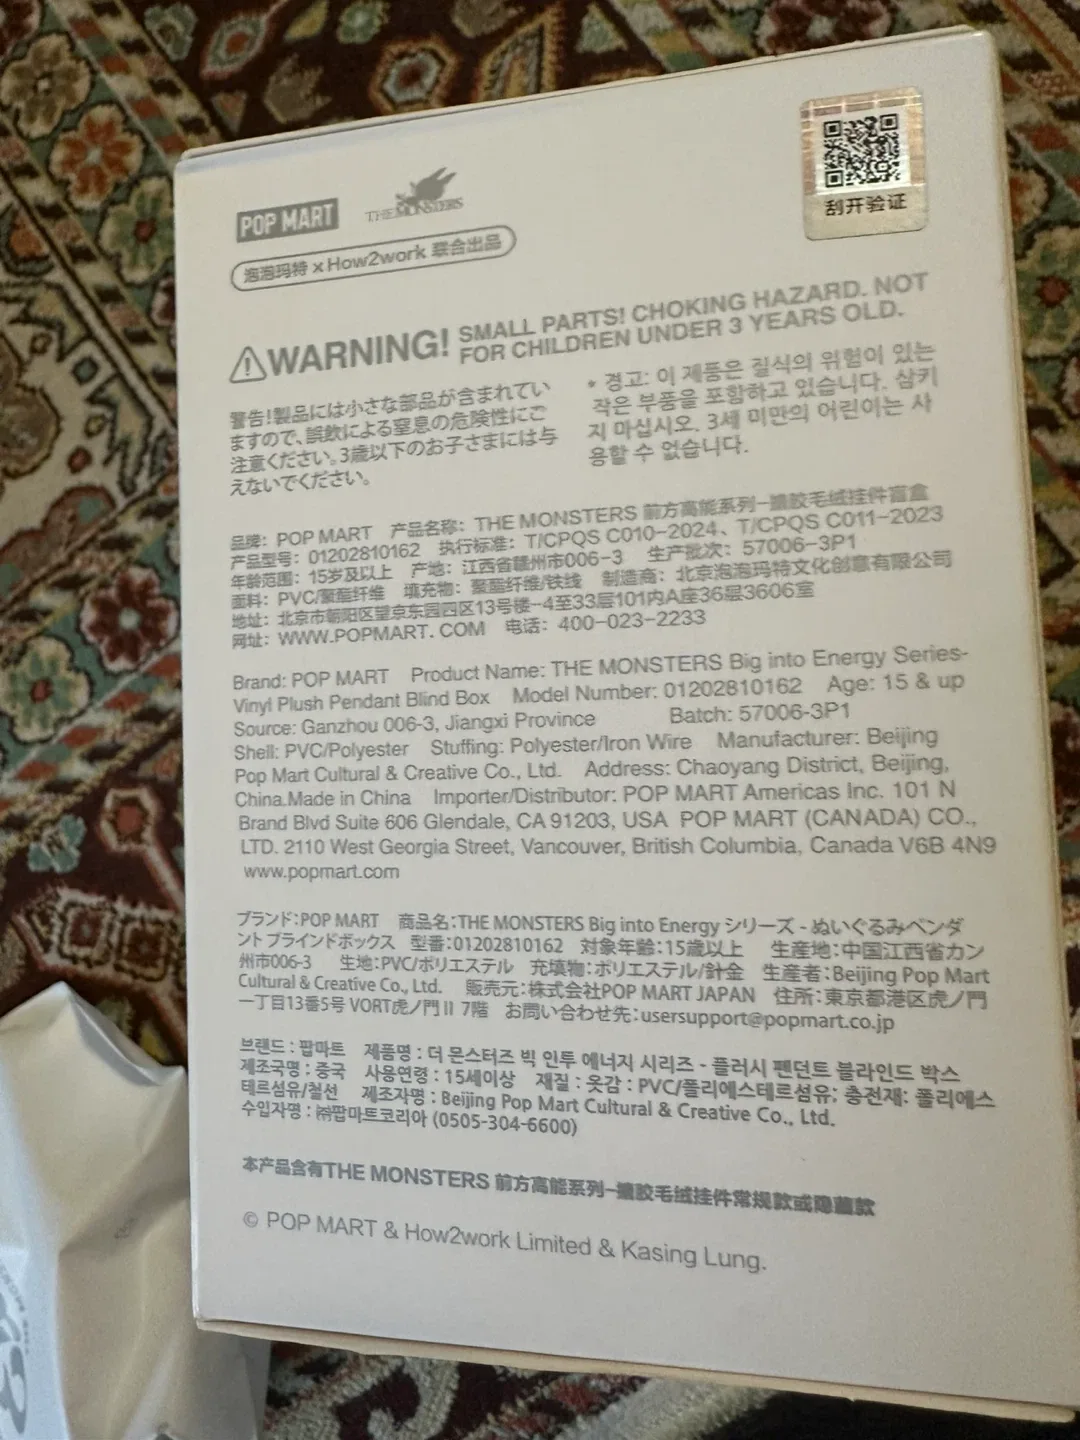 POP MART
THE MONSTERS
泡泡玛特 × How2work 联合出品
刮开验证
WARNING! SMALL PARTS! CHOKING HAZARD. NOT
FOR CHILDREN UNDER 3 YEARS OLD.
警告!製品には小さな部品が含まれてい
ますので、誤飲による窒息の危険性にご
注意ください。3歳以下のお子さまには与
えないでください。
* 경고: 이 제품은 질식의 위험이 있는
작은 부품을 포함하고 있습니다. 삼키
지 마십시오. 3세 미만의 어린이는 사
용할 수 없습니다.
品牌: POP MART 产品名称: THE MONSTERS 前方高能系列-搪胶毛绒挂件盲盒
产品型号: 01202810162 执行标准: T/CPQS C010-2024、T/CPQS C011-2023
年龄范围: 15岁及以上 产地: 江西省赣州市006-3 生产批次: 57006-3P1
面料: PVC/聚酯纤维 填充物: 聚酯纤维/铁线 制造商: 北京泡泡玛特文化创意有限公司
地址: 北京市朝阳区望京东园四区13号楼-4至33层101内A座36层3606室
网址: WWW.POPMART.COM 电话: 400-023-2233
Brand: POP MART Product Name: THE MONSTERS Big into Energy Series-
Vinyl Plush Pendant Blind Box Model Number: 01202810162 Age: 15 & up
Source: Ganzhou 006-3, Jiangxi Province Batch: 57006-3P1
Shell: PVC/Polyester Stuffing: Polyester/Iron Wire Manufacturer: Beijing
Pop Mart Cultural & Creative Co., Ltd. Address: Chaoyang District, Beijing,
China.Made in China Importer/Distributor: POP MART Americas Inc. 101 N
Brand Blvd Suite 606 Glendale, CA 91203, USA POP MART (CANADA) CO.,
LTD. 2110 West Georgia Street, Vancouver, British Columbia, Canada V6B 4N9
www.popmart.com
ブランド:POP MART 商品名:THE MONSTERS Big into Energy シリーズ - ぬいぐるみペンダ
ント ブラインドボックス 型番:01202810162 対象年齢:15歳以上 生産地:中国江西省カン
州市006-3 生地:PVC/ポリエステル 充填物:ポリエステル/針金 生産者:Beijing Pop Mart
Cultural & Creative Co., Ltd. 販売元:株式会社POP MART JAPAN 住所:東京都港区虎ノ門
一丁目13番5号 VORT虎ノ門Ⅱ 7階 お問い合わせ先:usersupport@popmart.co.jp
브랜드 : 팝마트 제품명 : 더 몬스터즈 빅 인투 에너지 시리즈 - 플러시 펜던트 블라인드 박스
제조국명 : 중국 사용연령 : 15세이상 재질 : 옷감 : PVC/폴리에스테르섬유; 충전재: 폴리에스
테르섬유/철선 제조자명 : Beijing Pop Mart Cultural & Creative Co., Ltd.
수입자명 : ㈜팝마트코리아 (0505-304-6600)
本产品含有THE MONSTERS 前方高能系列-搪胶毛绒挂件常规款或隐藏款
© POP MART & How2work Limited & Kasing Lung.